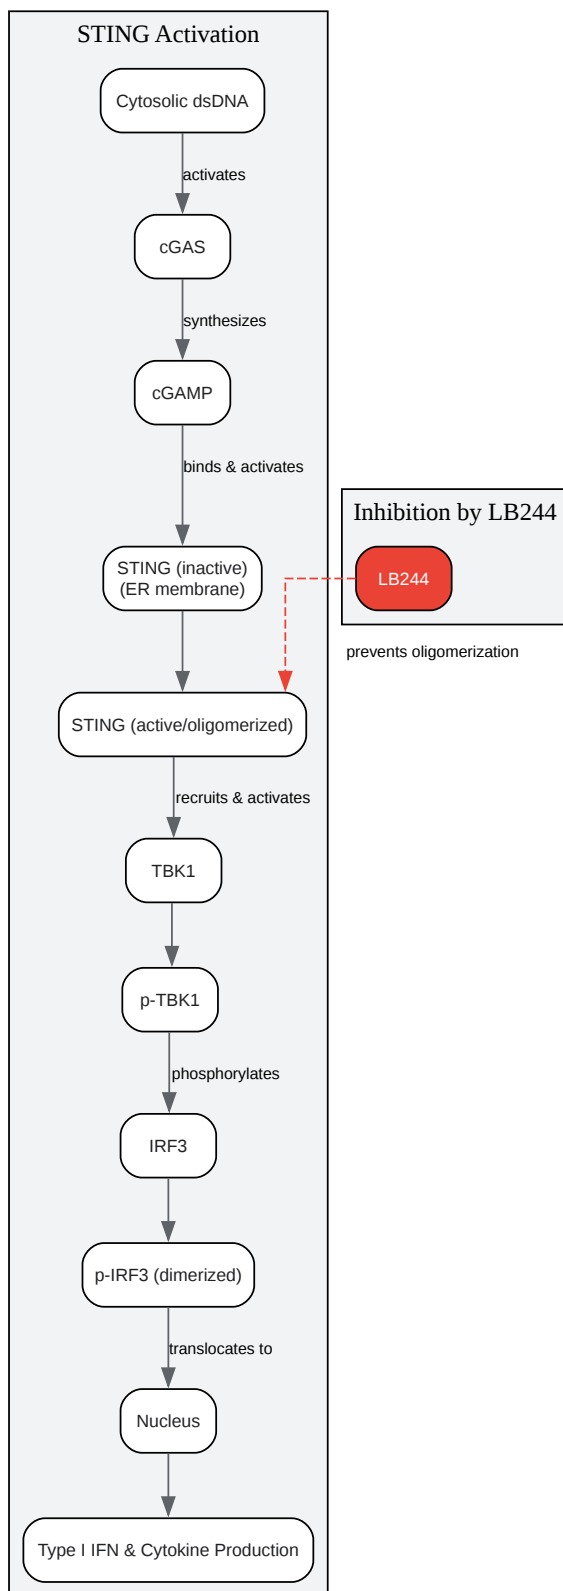 STING Activation
Cytosolic dsDNA
activates
cGAS
synthesizes
cGAMP
binds & activates
Inhibition by LB244
STING (inactive)
(ER membrane)
LB244
prevents oligomerization
STING (active/oligomerized)
recruits & activates
TBK1
p-TBK1
phosphorylates
IRF3
p-IRF3 (dimerized)
translocates to
Nucleus
Type I IFN & Cytokine Production